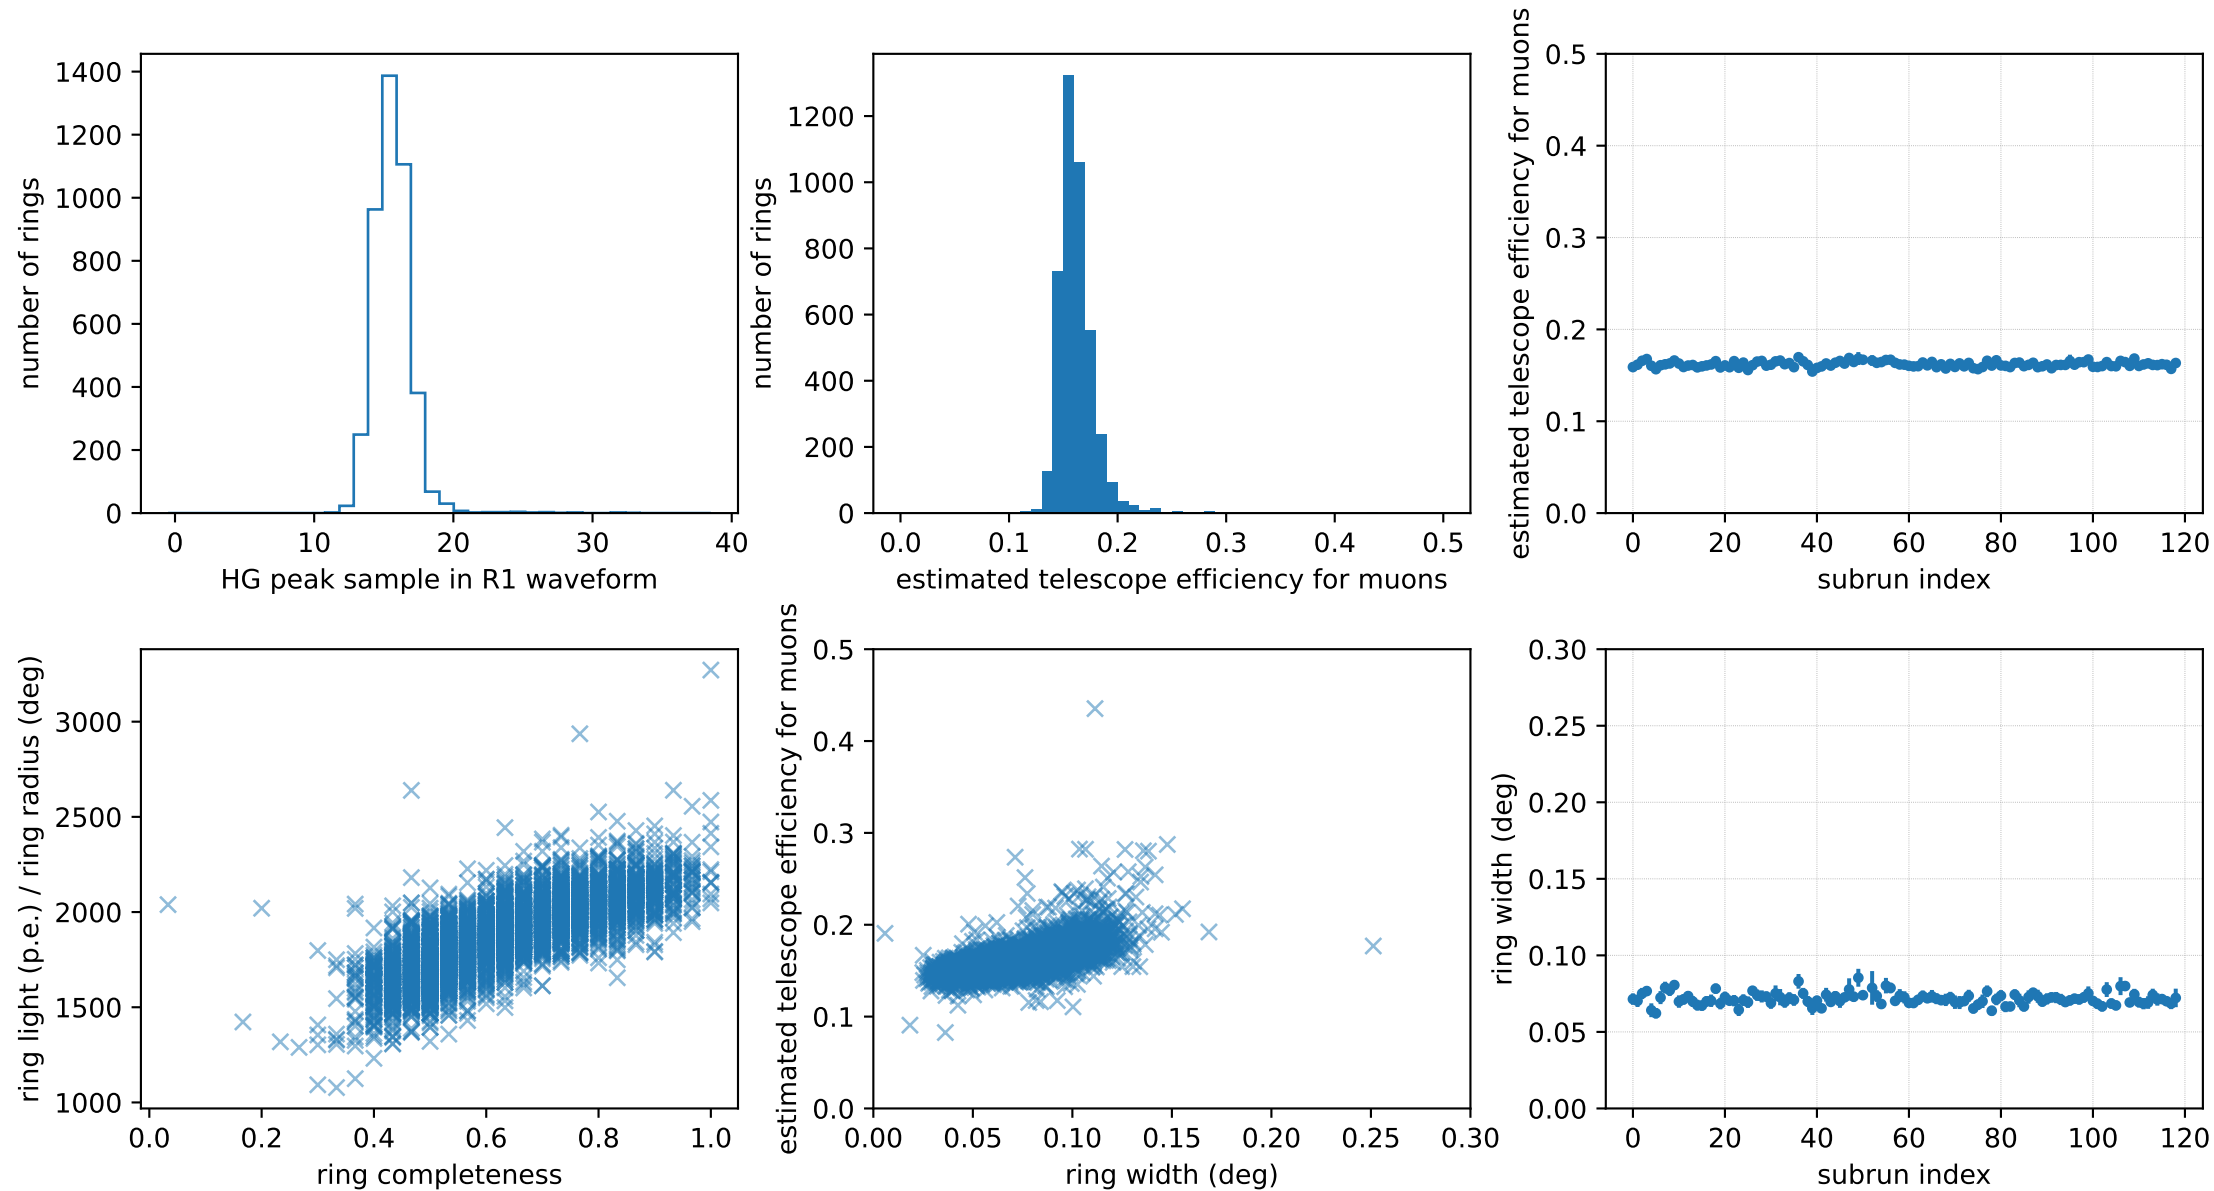 number of rings
1400
1200
1000
800
600
400
200
0
0 10 20 30 40
HG peak sample in R1 waveform
number of rings
1200
1000
800
600
400
200
0
0.0 0.1 0.2 0.3 0.4 0.5
estimated telescope efficiency for muons
estimated telescope efficiency for muons
0.5
0.4
0.3
0.2
0.1
0.0
0 20 40 60 80 100 120
subrun index
ring light (p.e.) / ring radius (deg)
3000
2500
2000
1500
1000
0.0 0.2 0.4 0.6 0.8 1.0
ring completeness
estimated telescope efficiency for muons
0.5
0.4
0.3
0.2
0.1
0.0
0.00 0.05 0.10 0.15 0.20 0.25 0.30
ring width (deg)
ring width (deg)
0.30
0.25
0.20
0.15
0.10
0.05
0.00
0 20 40 60 80 100 120
subrun index